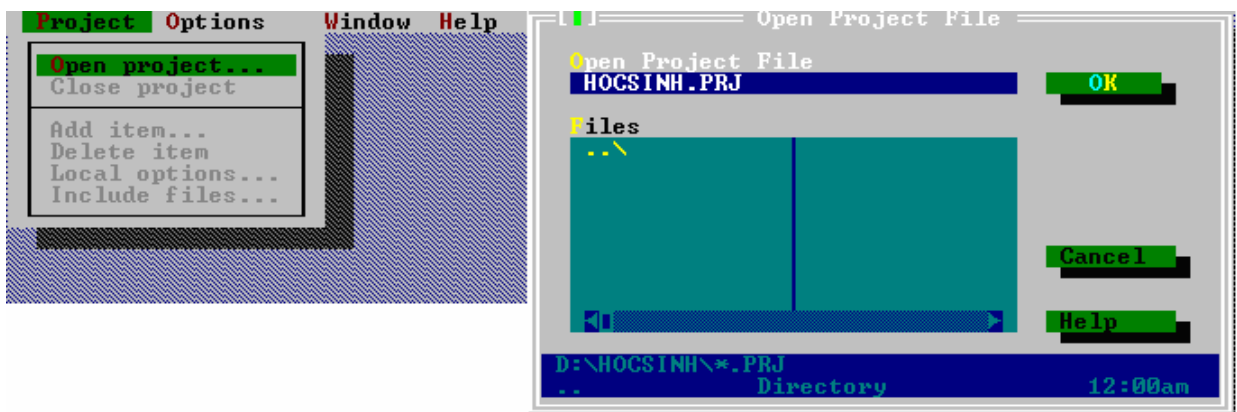 Project Options Window Help
Open project...
Close project
Add item...
Delete item
Local options...
Include files...
[ ] Open Project File
Open Project File
HOCSINH.PRJ
OK
Files
..\
Cancel
Help
D:\HOCSINH\*.PRJ
.. Directory 12:00am